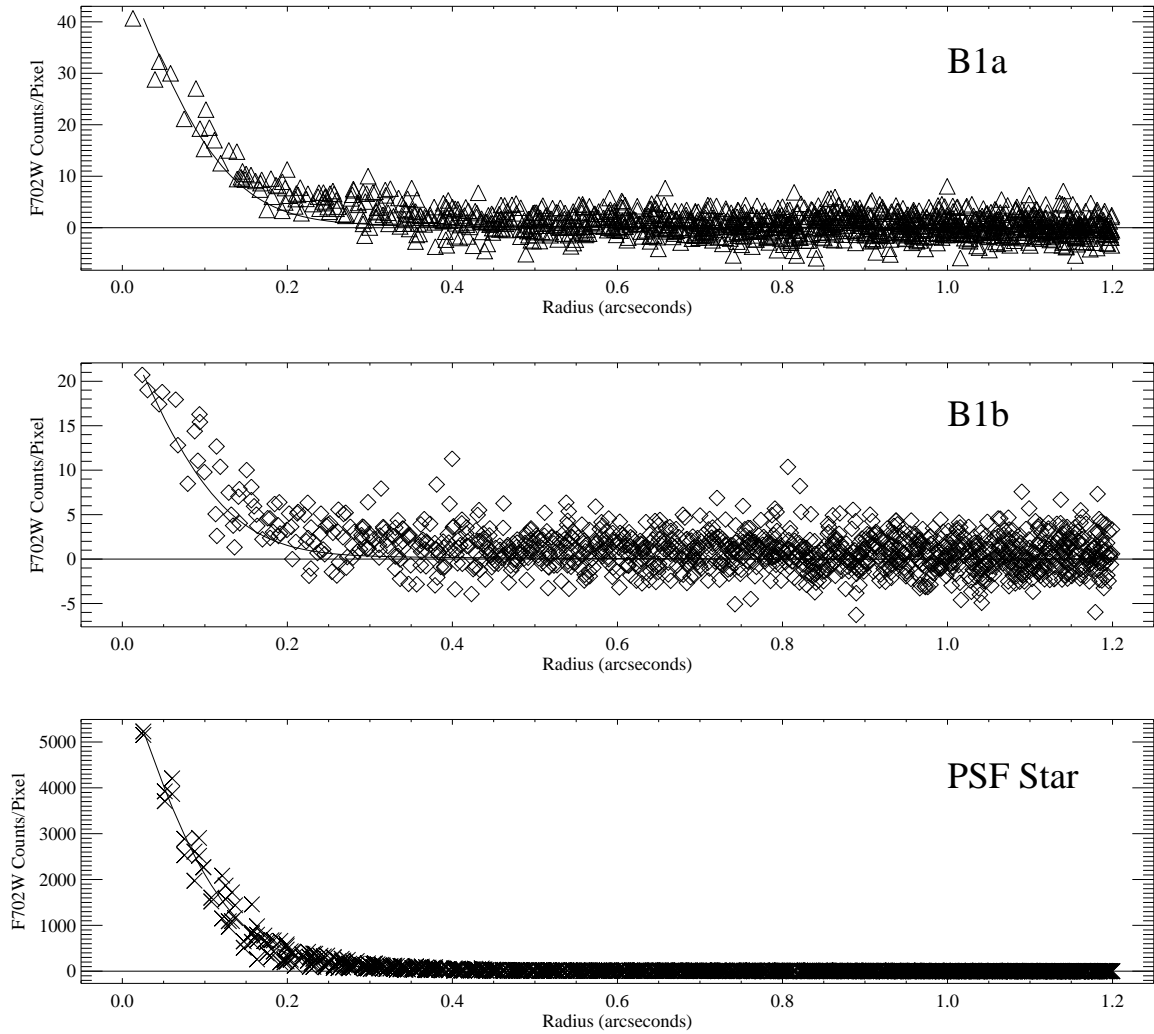 B1a
F702W Counts/Pixel
40
30
20
10
0
0.0 0.2 0.4 0.6 0.8 1.0 1.2
Radius (arcseconds)
B1b
F702W Counts/Pixel
20
15
10
5
0
-5
0.0 0.2 0.4 0.6 0.8 1.0 1.2
Radius (arcseconds)
PSF Star
F702W Counts/Pixel
5000
4000
3000
2000
1000
0
0.0 0.2 0.4 0.6 0.8 1.0 1.2
Radius (arcseconds)